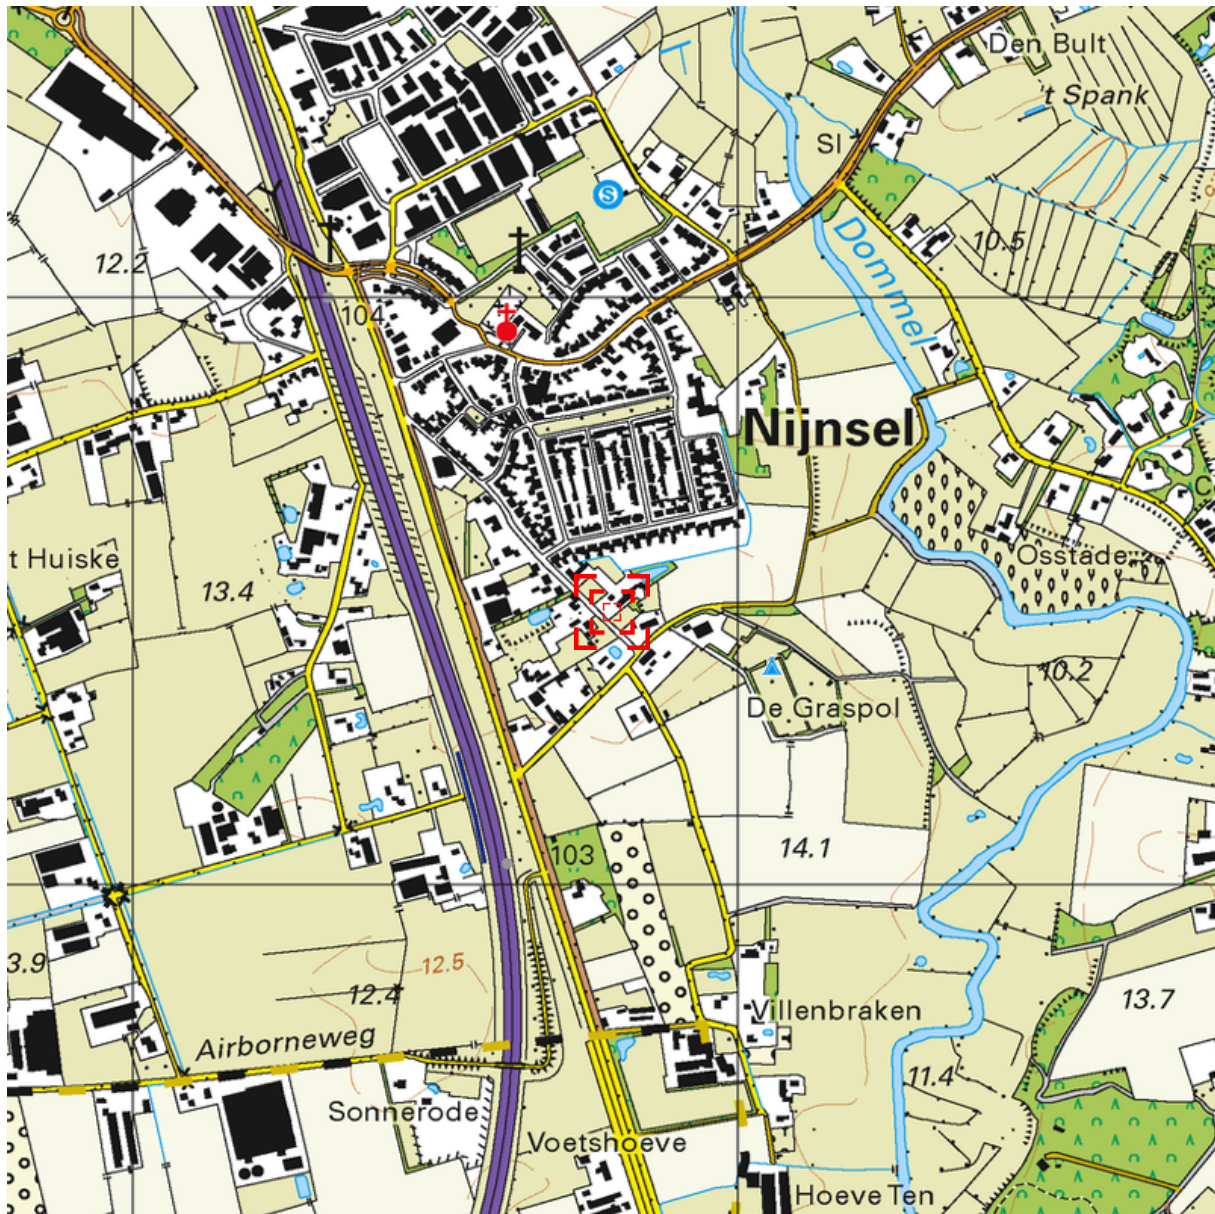 Den Bult
't Spank
Sl
S
Dommel
10.5
12.2
104
Nijnsel
t Huiske
13.4
Osstade
10.2
De Graspol
14.1
103
3.9
12.5
12.4
13.7
Villenbraken
Airborneweg
11.4
Sonnerode
Voetshoeve
Hoeve Ten